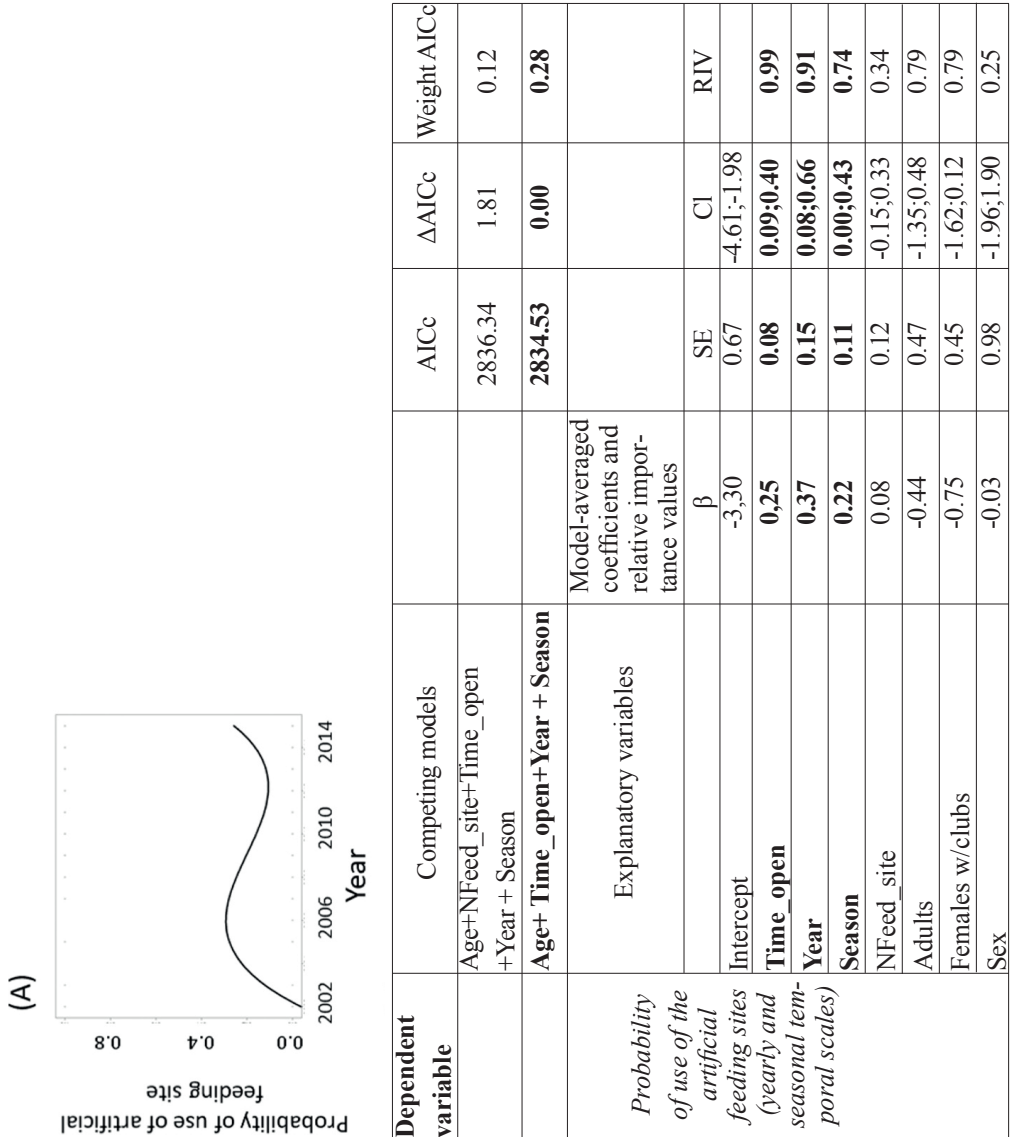 (A)
Probability of use of artificial
feeding site
0.8
0.4
0.0
2002
2006
2010
2014
Year
Dependent
variable
Competing models
AICc
ΔAICc
Weight AICc
Age+NFeed_site+Time_open
+Year + Season
2836.34
1.81
0.12
Age+ Time_open+Year + Season
2834.53
0.00
0.28
Probability
of use of the
artificial
feeding sites
(yearly and
seasonal tem-
poral scales)
Explanatory variables
Model-averaged
coefficients and
relative impor-
tance values
β
SE
Cl
RIV
Intercept
-3,30
0.67
-4.61;-1.98
Time_open
0,25
0.08
0.09;0.40
0.99
Year
0.37
0.15
0.08;0.66
0.91
Season
0.22
0.11
0.00;0.43
0.74
NFeed_site
0.08
0.12
-0.15;0.33
0.34
Adults
-0.44
0.47
-1.35;0.48
0.79
Females w/clubs
-0.75
0.45
-1.62;0.12
0.79
Sex
-0.03
0.98
-1.96;1.90
0.25